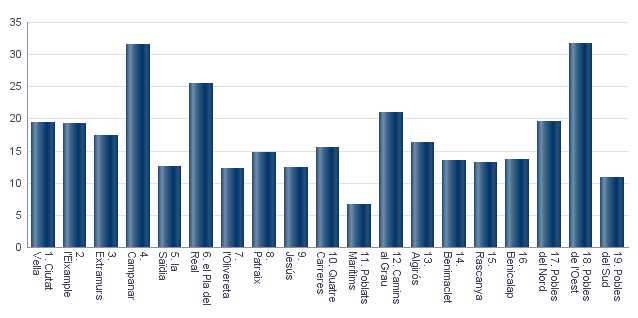 35
30
25
20
15
10
5
0
1. Ciutat
Vella
2.
l'Eixample
3.
Extramurs
4.
Campanar
5. la
Saïdia
6. el Pla del
Real
7.
l'Olivereta
8.
Patraix
9.
Jesús
10. Quatre
Carreres
11. Poblats
Marítims
12. Camins
al Grau
13.
Algirós
14.
Benimaclet
15.
Rascanya
16.
Benicalap
17. Pobles
del Nord
18. Pobles
de l'Oest
19. Pobles
del Sud